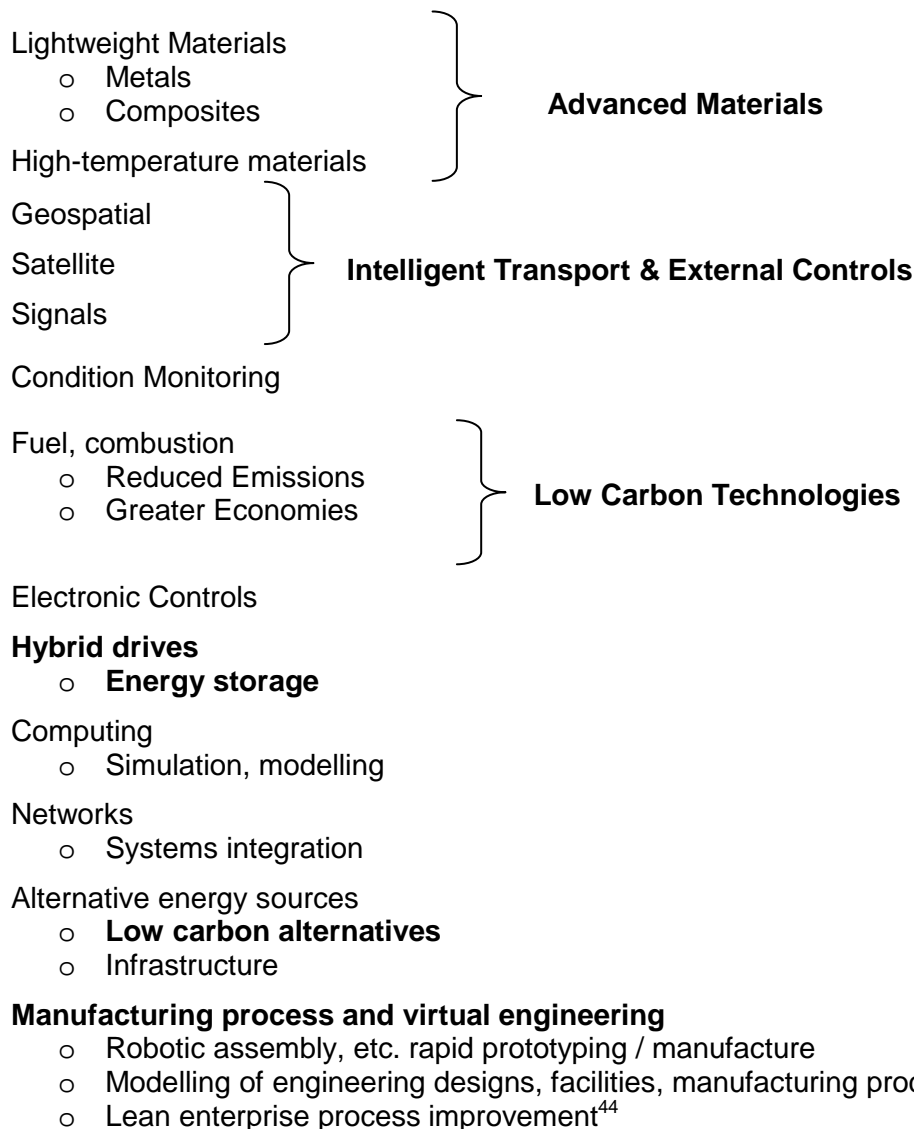 Lightweight Materials
o Metals
o Composites
Advanced Materials
High-temperature materials
Geospatial
Satellite
Intelligent Transport & External Controls
Signals
Condition Monitoring
Fuel, combustion
o Reduced Emissions
o Greater Economies
Low Carbon Technologies
Electronic Controls
Hybrid drives
o Energy storage
Computing
o Simulation, modelling
Networks
o Systems integration
Alternative energy sources
o Low carbon alternatives
o Infrastructure
Manufacturing process and virtual engineering
o Robotic assembly, etc. rapid prototyping / manufacture
o Modelling of engineering designs, facilities, manufacturing
o Lean enterprise process improvement44